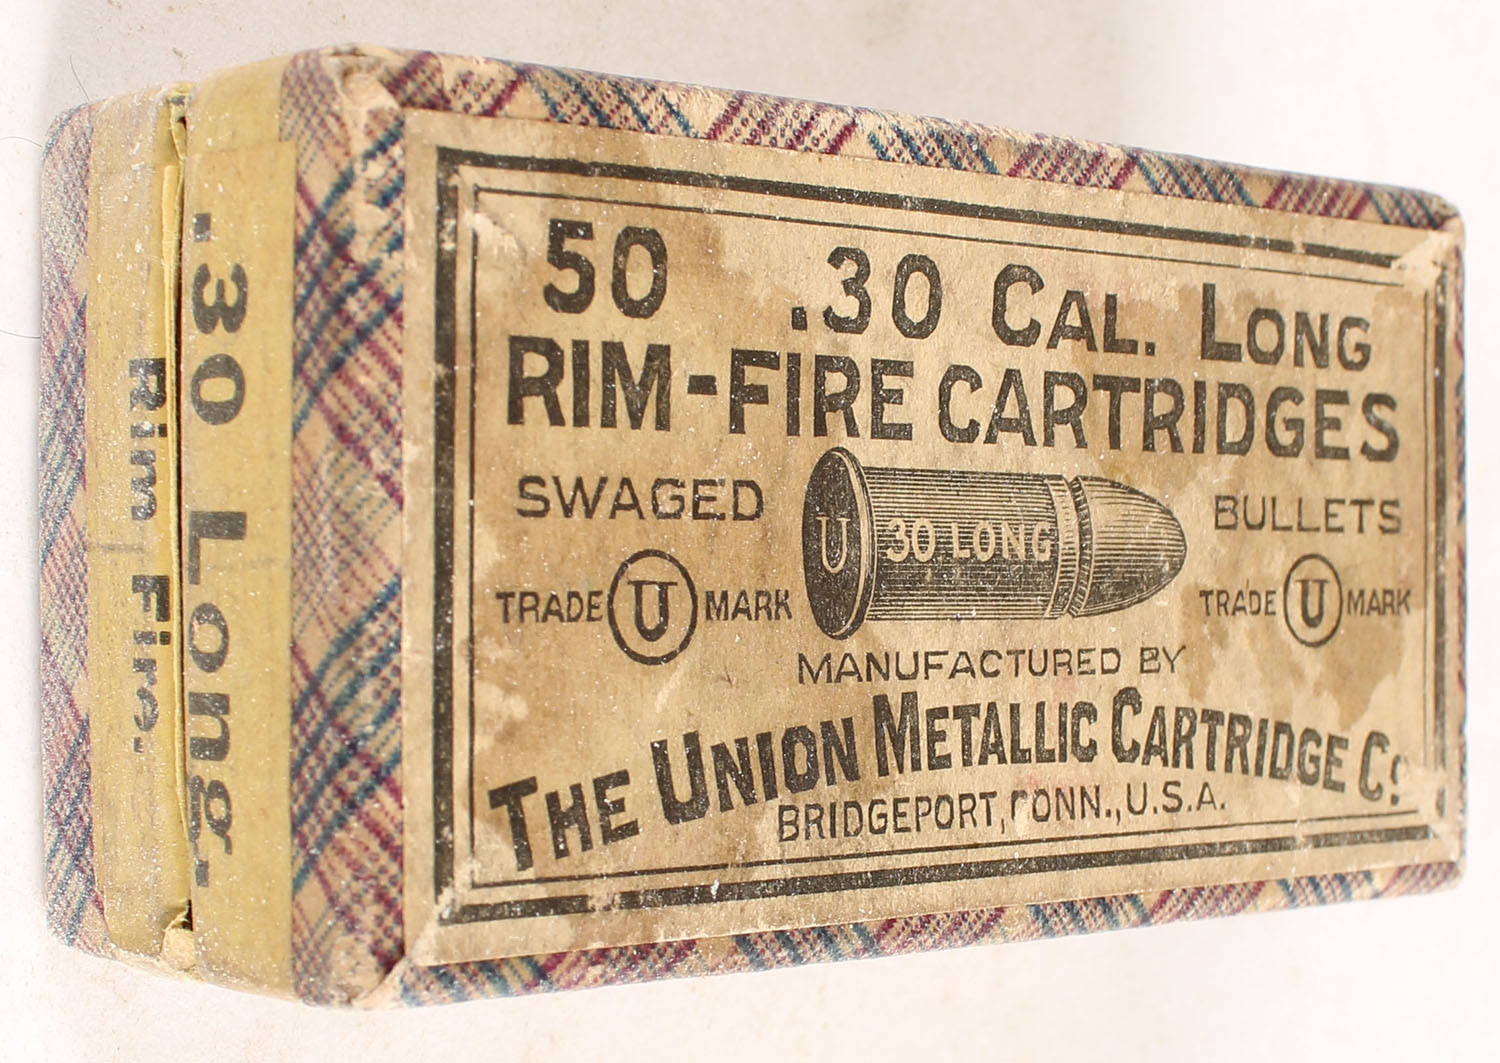 50 .30 CAL. LONG
RIM-FIRE CARTRIDGES
SWAGED BULLETS
U 30 LONG
TRADE U MARK TRADE U MARK
MANUFACTURED BY
THE UNION METALLIC CARTRIDGE Co.
BRIDGEPORT, CONN., U.S.A.
.30 Long.
Rim Fire.